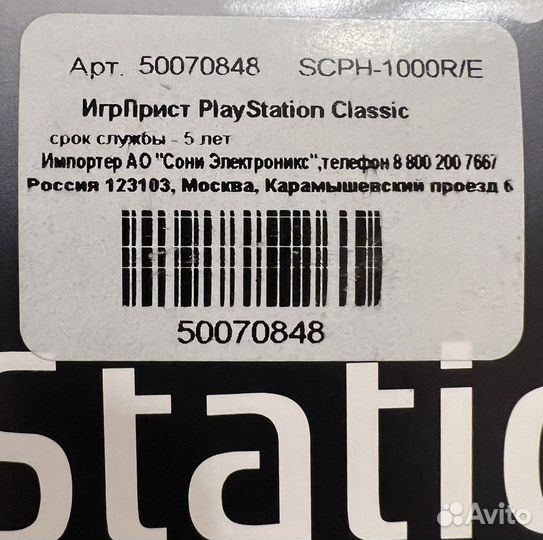 Арт. 50070848 SCPH-1000R/E
ИгрПрист PlayStation Classic
срок службы - 5 лет
Импортер АО "Сони Электроникс",телефон 8 800 200 7667
Россия 123103, Москва, Карамышевский проезд 6
50070848
Static
Avito